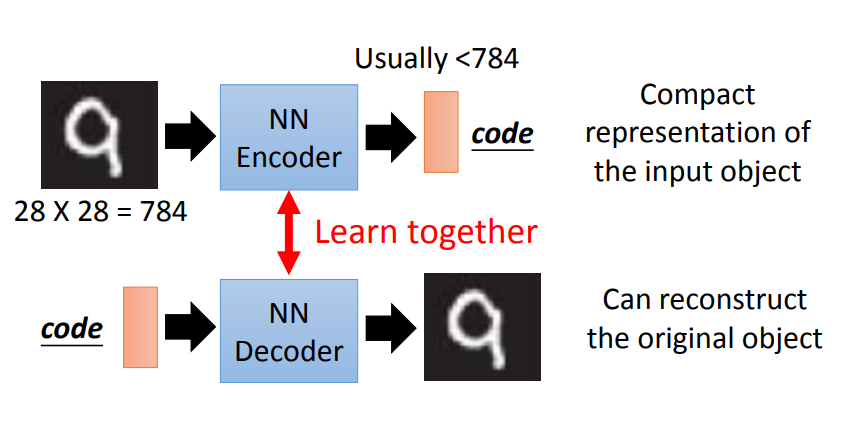 Usually <784
NN
Encoder
code
Compact
representation of
the input object
28 X 28 = 784
Learn together
code
NN
Decoder
Can reconstruct
the original object